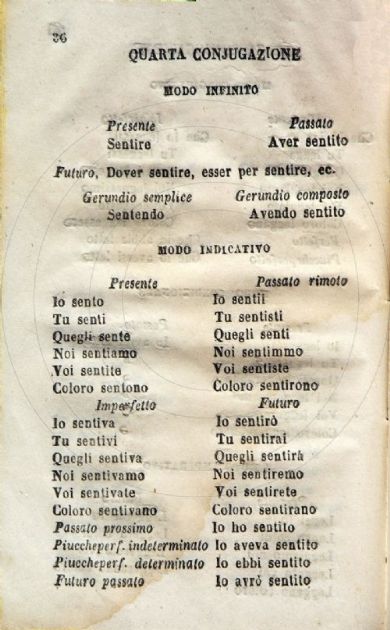 36
QUARTA CONJUGAZIONE
MODO INFINITO
Presente Passato
Sentire Aver sentito
Futuro, Dover sentire, esser per sentire, ec.
Gerundio semplice Gerundio composto
Sentendo Avendo sentito
MODO INDICATIVO
Presente Passato rimoto
Io sento Io sentii
Tu senti Tu sentisti
Quegli sente Quegli sentì
Noi sentiamo Noi sentimmo
Voi sentite Voi sentiste
Coloro sentono Coloro sentirono
Imperfetto Futuro
Io sentiva Io sentirò
Tu sentivi Tu sentirai
Quegli sentiva Quegli sentirà
Noi sentivamo Noi sentiremo
Voi sentivate Voi sentirete
Coloro sentivano Coloro sentirano
Passato prossimo Io ho sentito
Piuccheperf. indeterminato Io aveva sentito
Piuccheperf. determinato Io ebbi sentito
Futuro passato Io avrò sentito